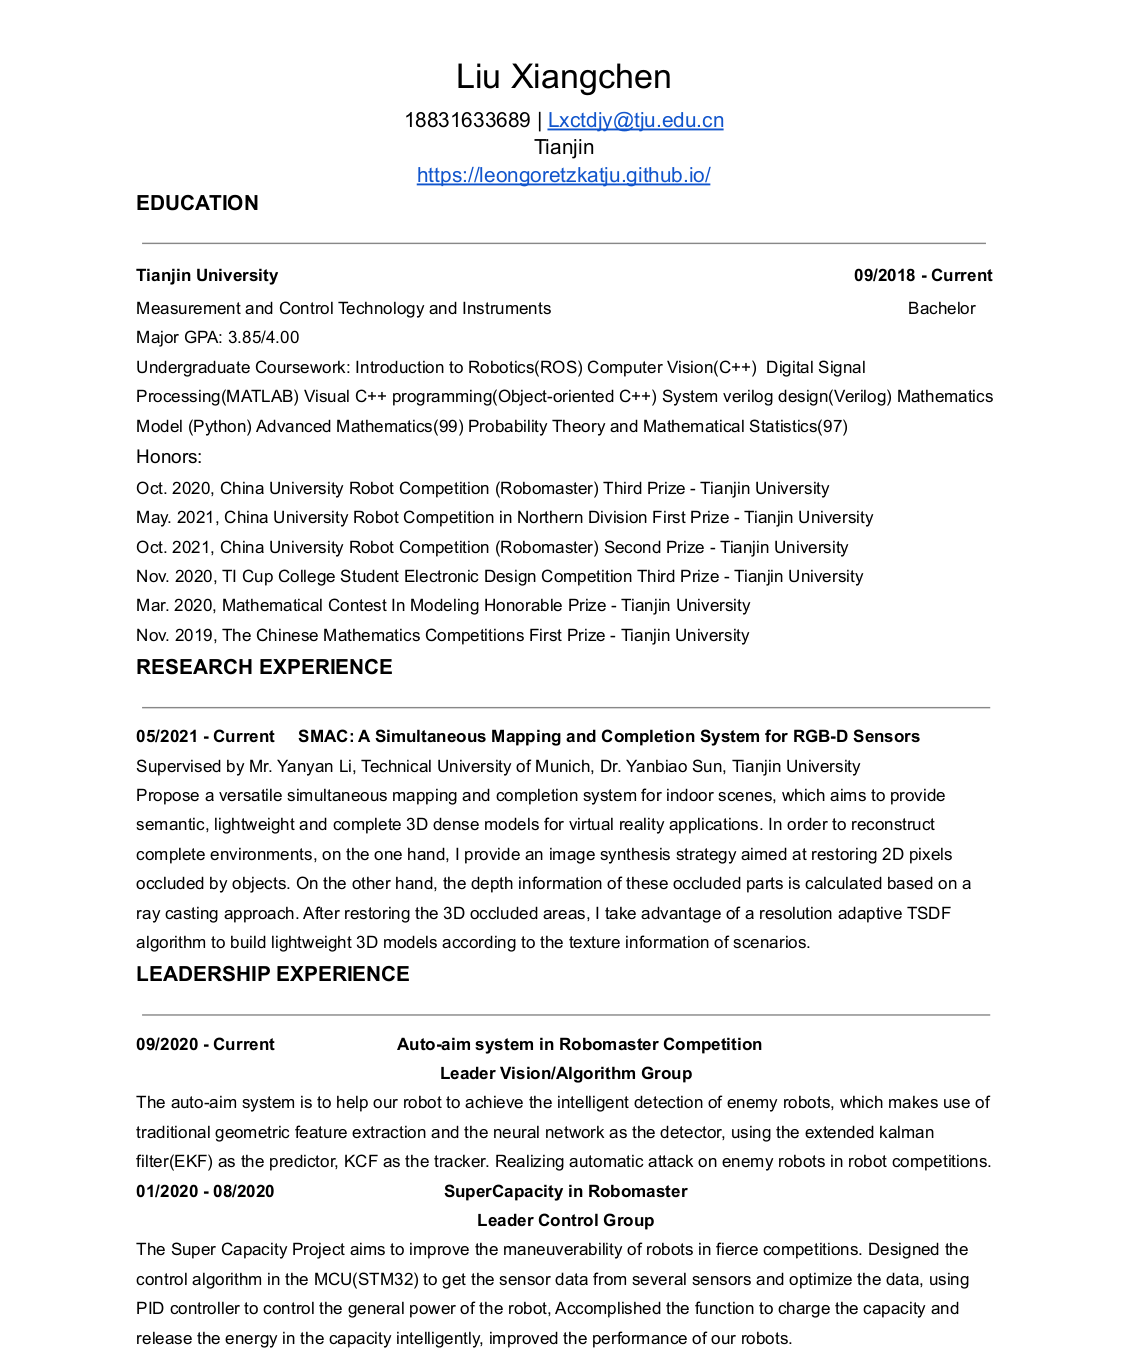 Liu Xiangchen
18831633689 | Lxctdjy@tju.edu.cn
Tianjin
https://leongoretzkatju.github.io/
EDUCATION
Tianjin University 09/2018 - Current
Measurement and Control Technology and Instruments Bachelor
Major GPA: 3.85/4.00
Undergraduate Coursework: Introduction to Robotics(ROS) Computer Vision(C++) Digital Signal
Processing(MATLAB) Visual C++ programming(Object-oriented C++) System verilog design(Verilog) Mathematics
Model (Python) Advanced Mathematics(99) Probability Theory and Mathematical Statistics(97)
Honors:
Oct. 2020, China University Robot Competition (Robomaster) Third Prize - Tianjin University
May. 2021, China University Robot Competition in Northern Division First Prize - Tianjin University
Oct. 2021, China University Robot Competition (Robomaster) Second Prize - Tianjin University
Nov. 2020, TI Cup College Student Electronic Design Competition Third Prize - Tianjin University
Mar. 2020, Mathematical Contest In Modeling Honorable Prize - Tianjin University
Nov. 2019, The Chinese Mathematics Competitions First Prize - Tianjin University
RESEARCH EXPERIENCE
05/2021 - Current SMAC: A Simultaneous Mapping and Completion System for RGB-D Sensors
Supervised by Mr. Yanyan Li, Technical University of Munich, Dr. Yanbiao Sun, Tianjin University
Propose a versatile simultaneous mapping and completion system for indoor scenes, which aims to provide
semantic, lightweight and complete 3D dense models for virtual reality applications. In order to reconstruct
complete environments, on the one hand, I provide an image synthesis strategy aimed at restoring 2D pixels
occluded by objects. On the other hand, the depth information of these occluded parts is calculated based on a
ray casting approach. After restoring the 3D occluded areas, I take advantage of a resolution adaptive TSDF
algorithm to build lightweight 3D models according to the texture information of scenarios.
LEADERSHIP EXPERIENCE
09/2020 - Current Auto-aim system in Robomaster Competition
Leader Vision/Algorithm Group
The auto-aim system is to help our robot to achieve the intelligent detection of enemy robots, which makes use of
traditional geometric feature extraction and the neural network as the detector, using the extended kalman
filter(EKF) as the predictor, KCF as the tracker. Realizing automatic attack on enemy robots in robot competitions.
01/2020 - 08/2020 SuperCapacity in Robomaster
Leader Control Group
The Super Capacity Project aims to improve the maneuverability of robots in fierce competitions. Designed the
control algorithm in the MCU(STM32) to get the sensor data from several sensors and optimize the data, using
PID controller to control the general power of the robot, Accomplished the function to charge the capacity and
release the energy in the capacity intelligently, improved the performance of our robots.